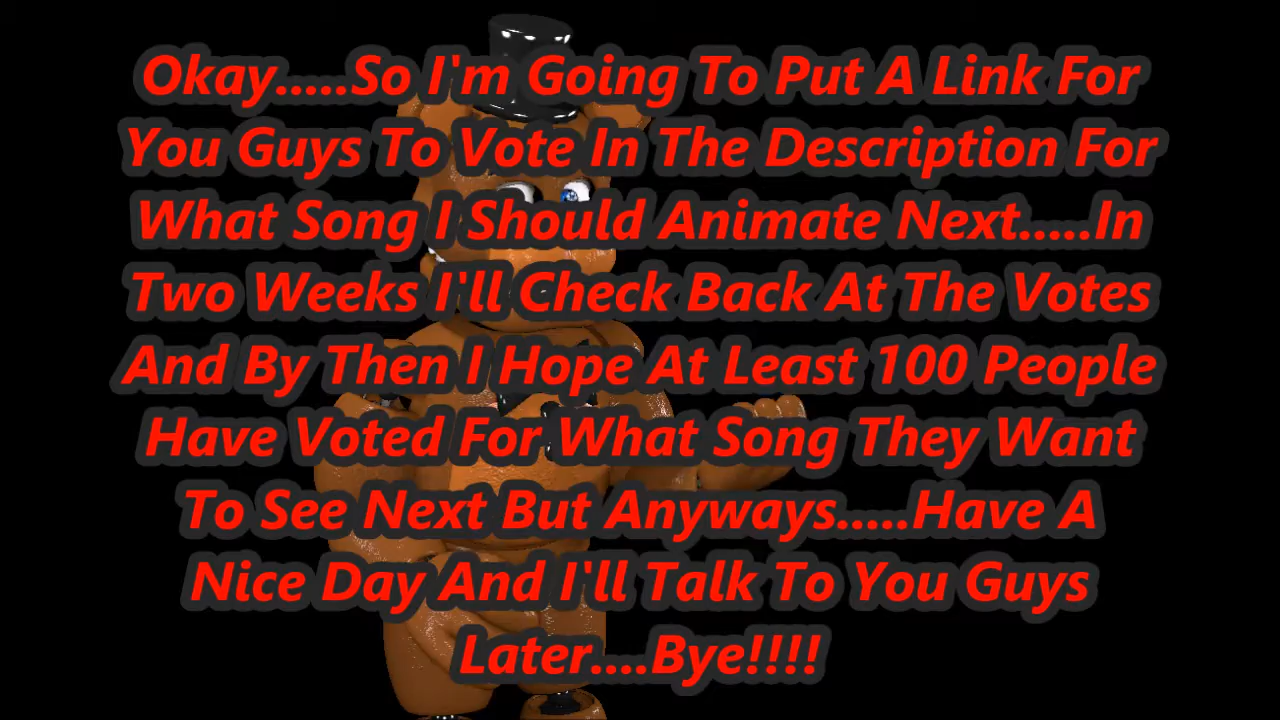 Okay.....So I'm Going To Put A Link For
You Guys To Vote In The Description For
What Song I Should Animate Next.....In
Two Weeks I'll Check Back At The Votes
And By Then I Hope At Least 100 People
Have Voted For What Song They Want
To See Next But Anyways.....Have A
Nice Day And I'll Talk To You Guys
Later....Bye!!!!